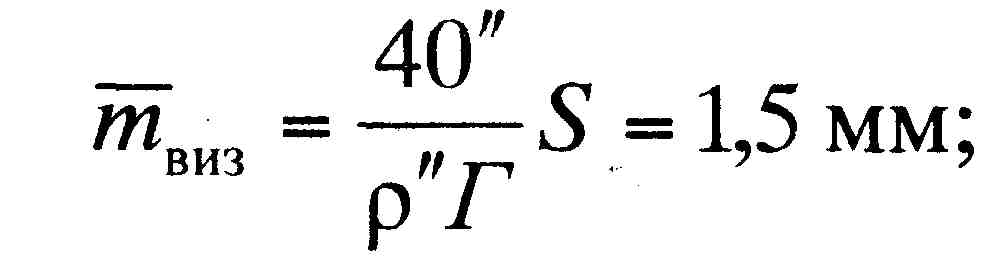 m̅виз = 40″/ρ″Г S = 1,5 мм;